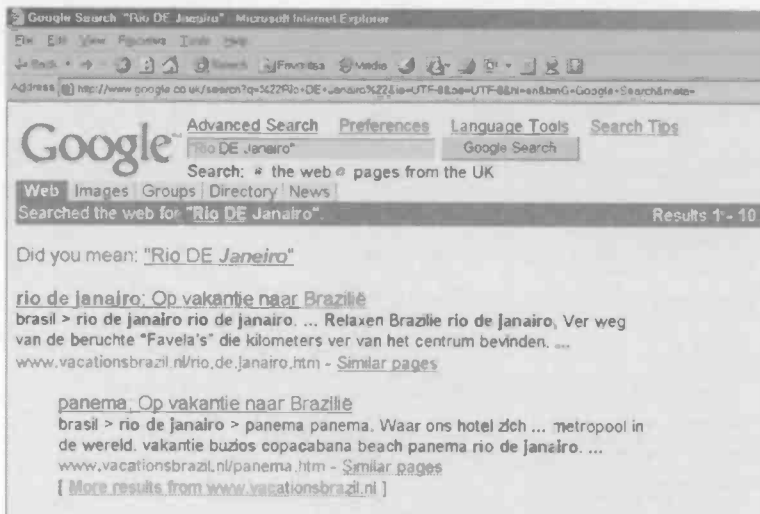 Google Search "Rio DE Janairo" - Microsoft Internet Explorer
File Edit View Favorites Tools Help
Back Search Favorites Media
Address http://www.google.co.uk/search?q=%22Rio+DE+Janairo%22&ie=UTF-8&oe=UTF-8&hl=en&btnG=Google+Search&meta=
Google™
Advanced Search Preferences Language Tools Search Tips
"Rio DE Janairo" Google Search
Search: the web pages from the UK
Web Images Groups Directory News
Searched the web for "Rio DE Janairo". Results 1 - 10
Did you mean: "Rio DE Janeiro"
rio de janairo; Op vakantie naar Brazilië
brasil > rio de janairo rio de janairo. ... Relaxen Brazilie rio de janairo, Ver weg
van de beruchte "Favela's" die kilometers ver van het centrum bevinden. ...
www.vacationsbrazil.nl/rio.de.janairo.htm - Similar pages
panema; Op vakantie naar Brazilië
brasil > rio de janairo > panema panema. Waar ons hotel zich ... metropool in
de wereld. vakantie buzios copacabana beach panema rio de janairo. ...
www.vacationsbrazil.nl/panema.htm - Similar pages
[ More results from www.vacationsbrazil.nl ]